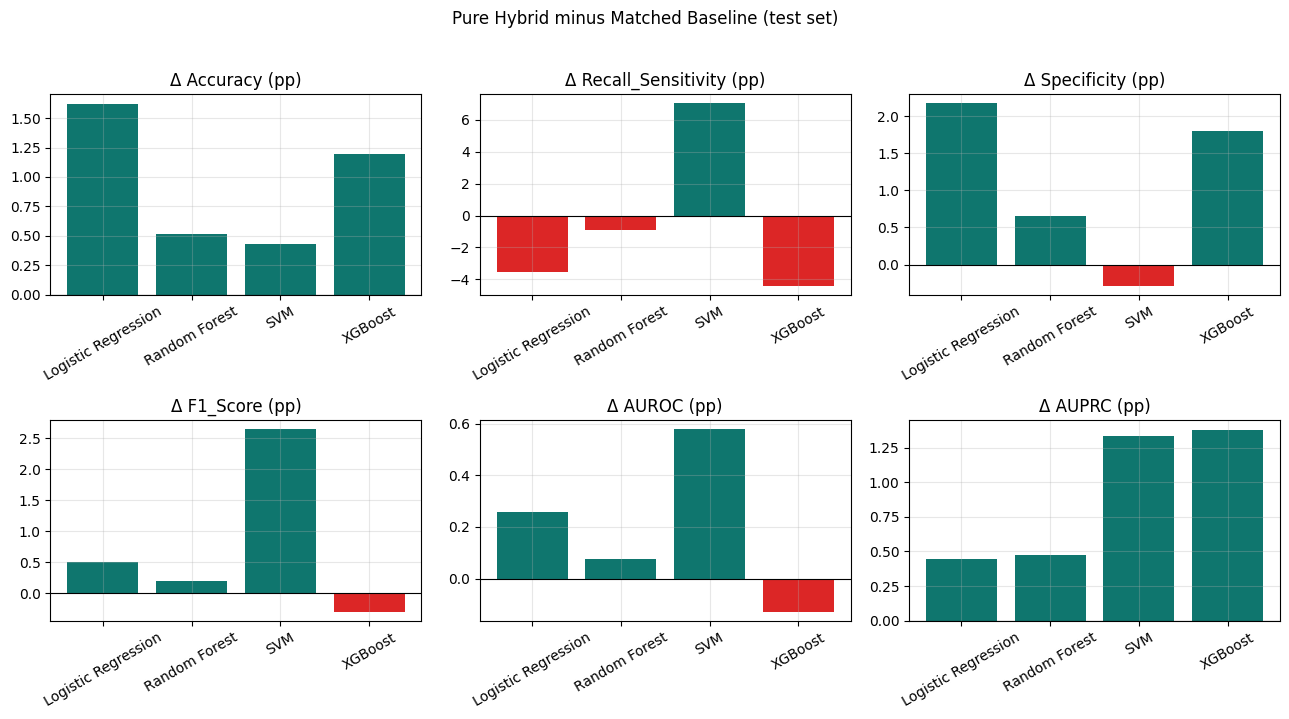 Pure Hybrid minus Matched Baseline (test set)
Δ Accuracy (pp)
1.50
1.25
1.00
0.75
0.50
0.25
0.00
Logistic Regression
Random Forest
SVM
XGBoost
Δ Recall_Sensitivity (pp)
6
4
2
0
−2
−4
Logistic Regression
Random Forest
SVM
XGBoost
Δ Specificity (pp)
2.0
1.5
1.0
0.5
0.0
Logistic Regression
Random Forest
SVM
XGBoost
Δ F1_Score (pp)
2.5
2.0
1.5
1.0
0.5
0.0
Logistic Regression
Random Forest
SVM
XGBoost
Δ AUROC (pp)
0.6
0.4
0.2
0.0
Logistic Regression
Random Forest
SVM
XGBoost
Δ AUPRC (pp)
1.25
1.00
0.75
0.50
0.25
0.00
Logistic Regression
Random Forest
SVM
XGBoost